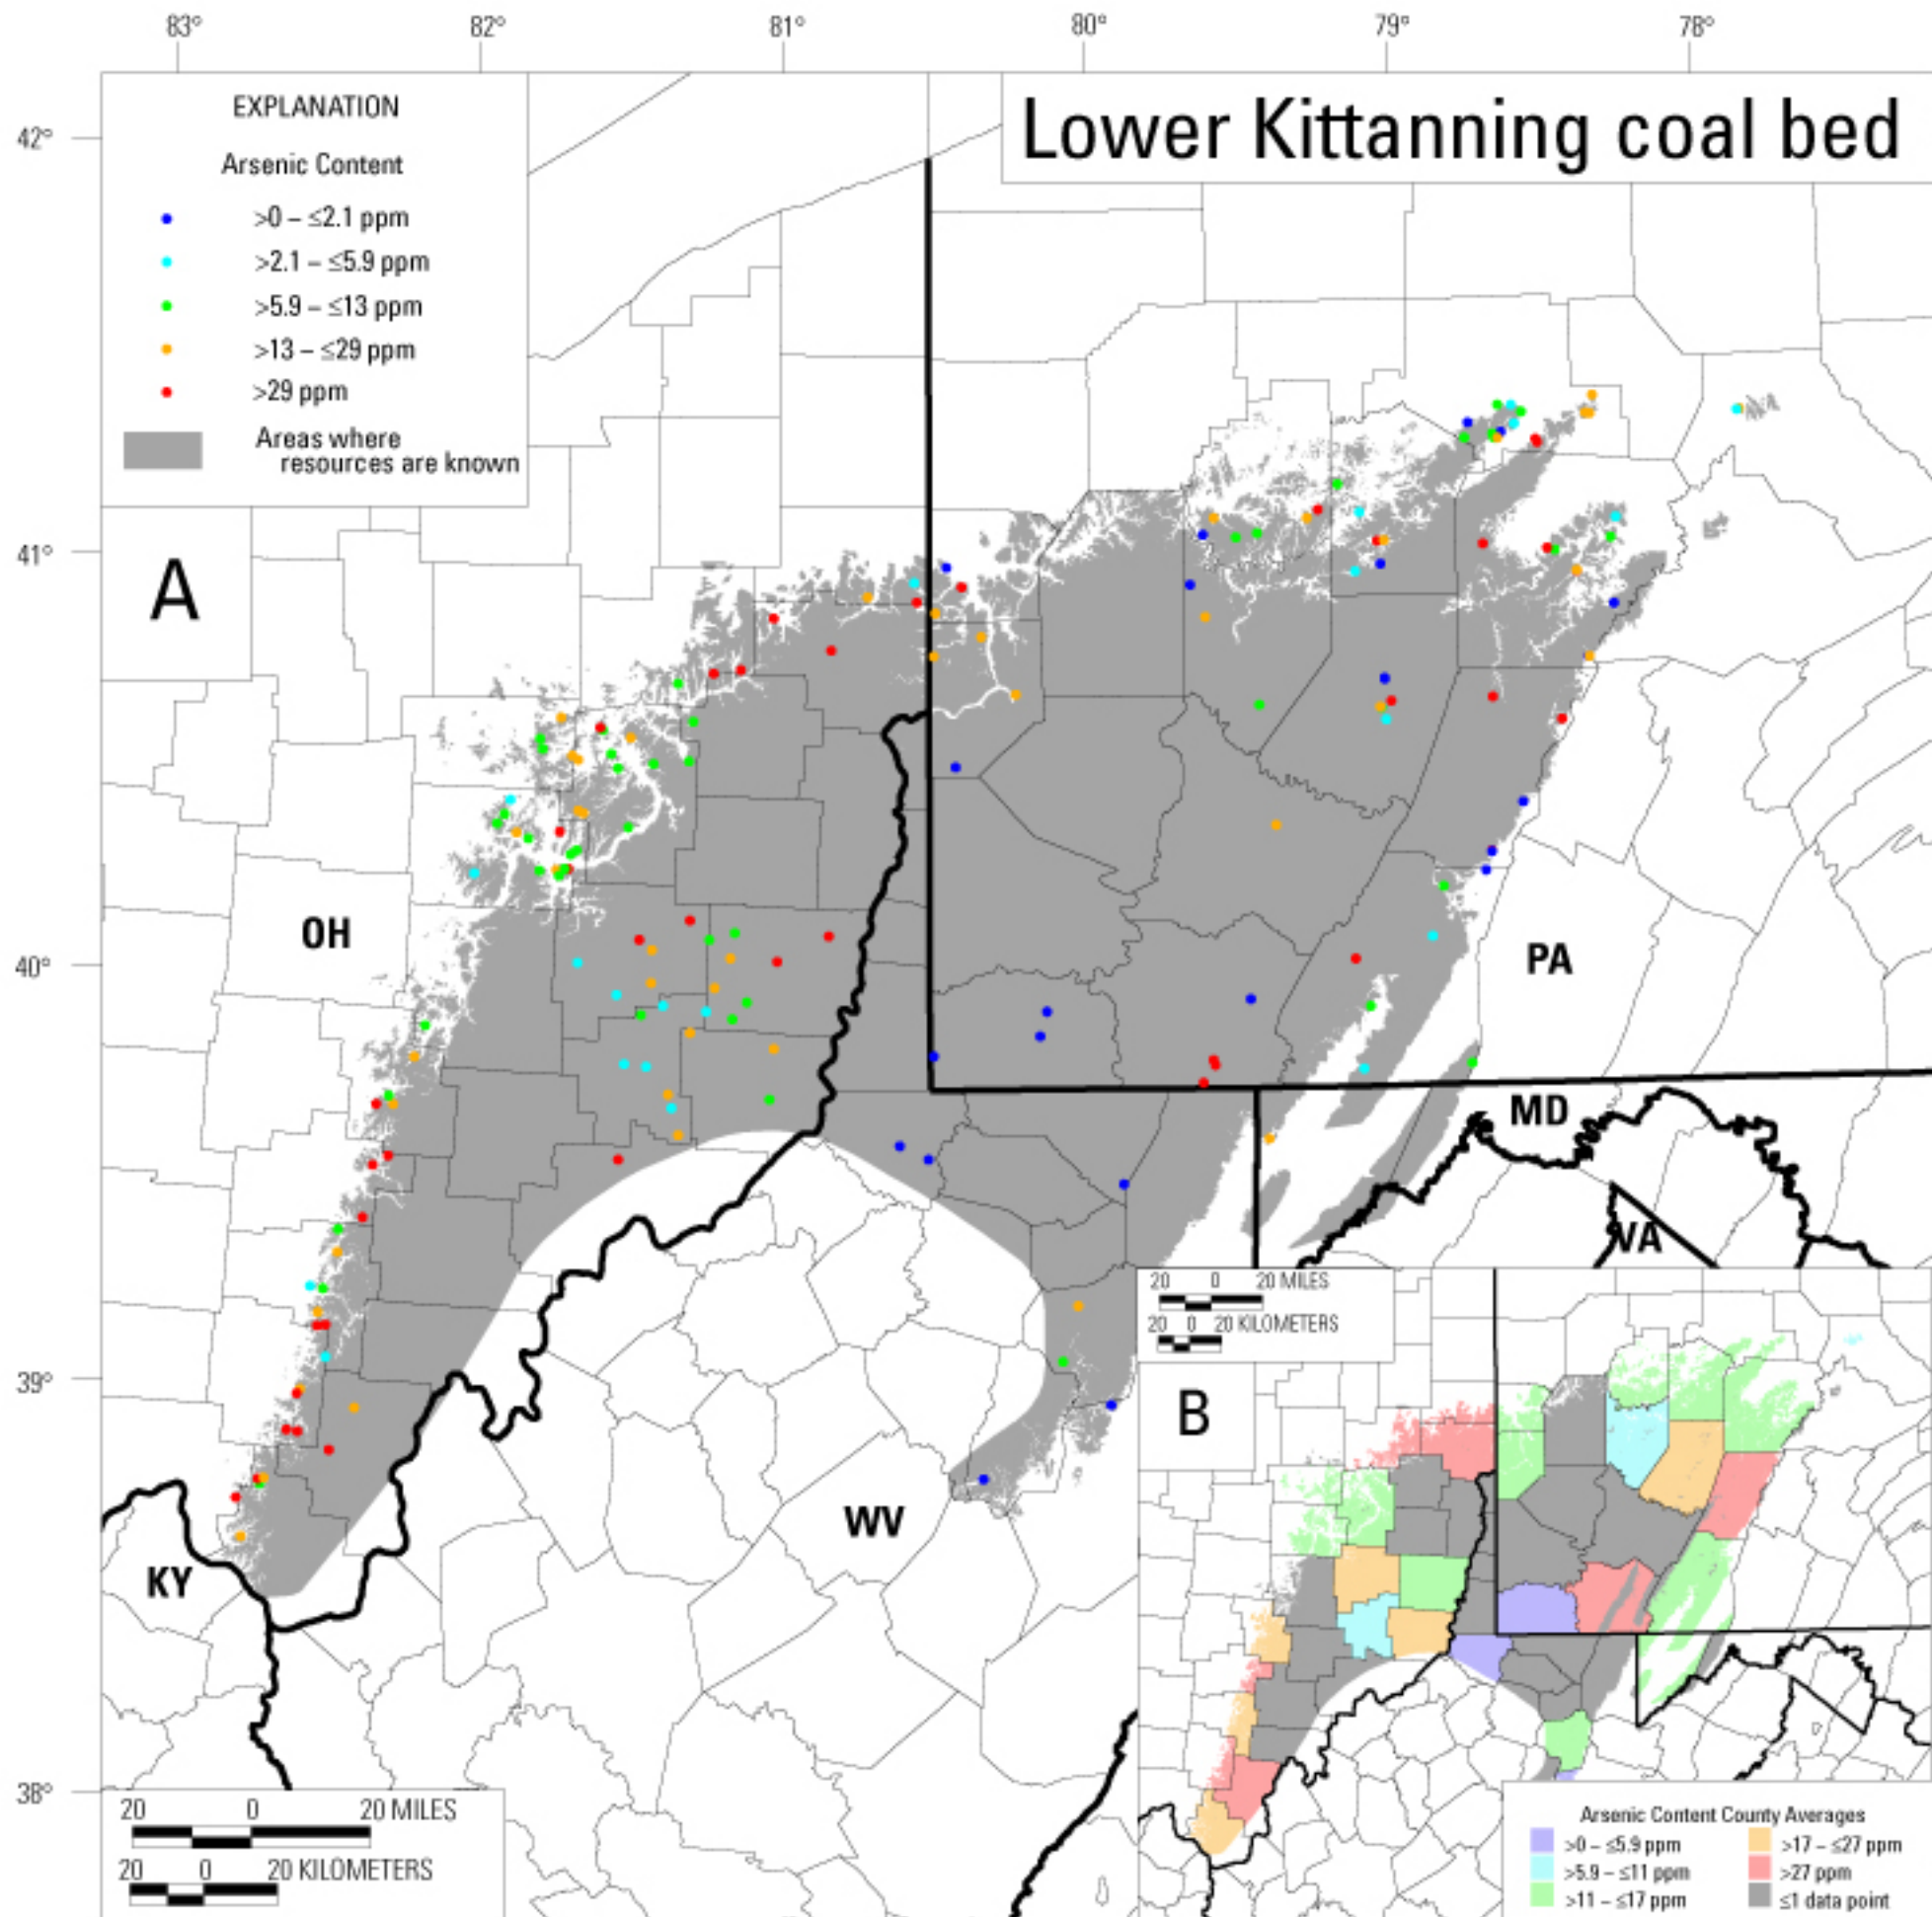 83° 82° 81° 80° 79° 78°
Lower Kittanning coal bed
EXPLANATION
Arsenic Content
>0 – ≤2.1 ppm
>2.1 – ≤5.9 ppm
>5.9 – ≤13 ppm
>13 – ≤29 ppm
>29 ppm
Areas where
resources are known
42°
41°
40°
39°
38°
A
OH
PA
MD
VA
WV
KY
20 0 20 MILES
20 0 20 KILOMETERS
20 0 20 MILES
20 0 20 KILOMETERS
B
Arsenic Content County Averages
>0 – ≤5.9 ppm
>5.9 – ≤11 ppm
>11 – ≤17 ppm
>17 – ≤27 ppm
>27 ppm
≤1 data point